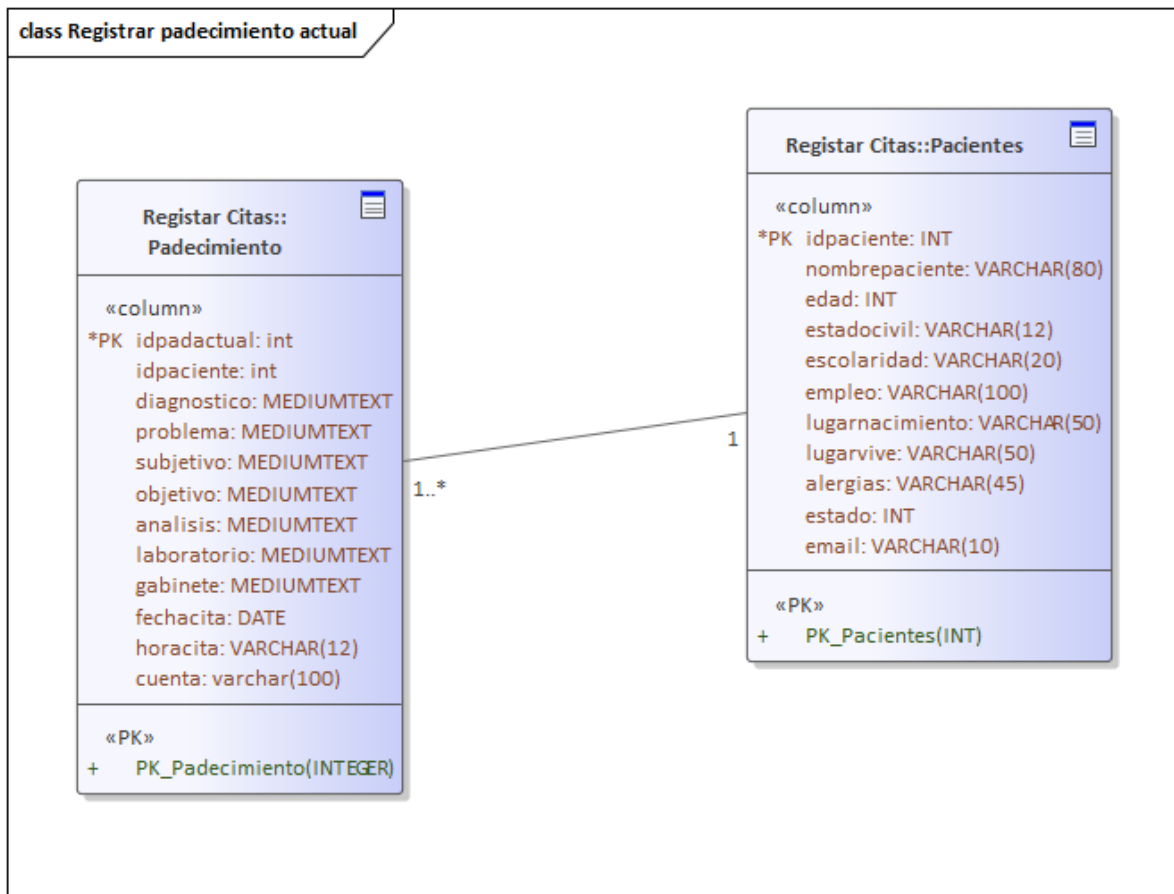 class Registrar padecimiento actual
Registar Citas::
Padecimiento
«column»
*PK idpadactual: int
idpaciente: int
diagnostico: MEDIUMTEXT
problema: MEDIUMTEXT
subjetivo: MEDIUMTEXT
objetivo: MEDIUMTEXT
analisis: MEDIUMTEXT
laboratorio: MEDIUMTEXT
gabinete: MEDIUMTEXT
fechacita: DATE
horacita: VARCHAR(12)
cuenta: varchar(100)
«PK»
+ PK_Padecimiento(INTEGER)
1..*
1
Registar Citas::Pacientes
«column»
*PK idpaciente: INT
nombrepaciente: VARCHAR(80)
edad: INT
estadocivil: VARCHAR(12)
escolaridad: VARCHAR(20)
empleo: VARCHAR(100)
lugarnacimiento: VARCHAR(50)
lugarvive: VARCHAR(50)
alergias: VARCHAR(45)
estado: INT
email: VARCHAR(10)
«PK»
+ PK_Pacientes(INT)